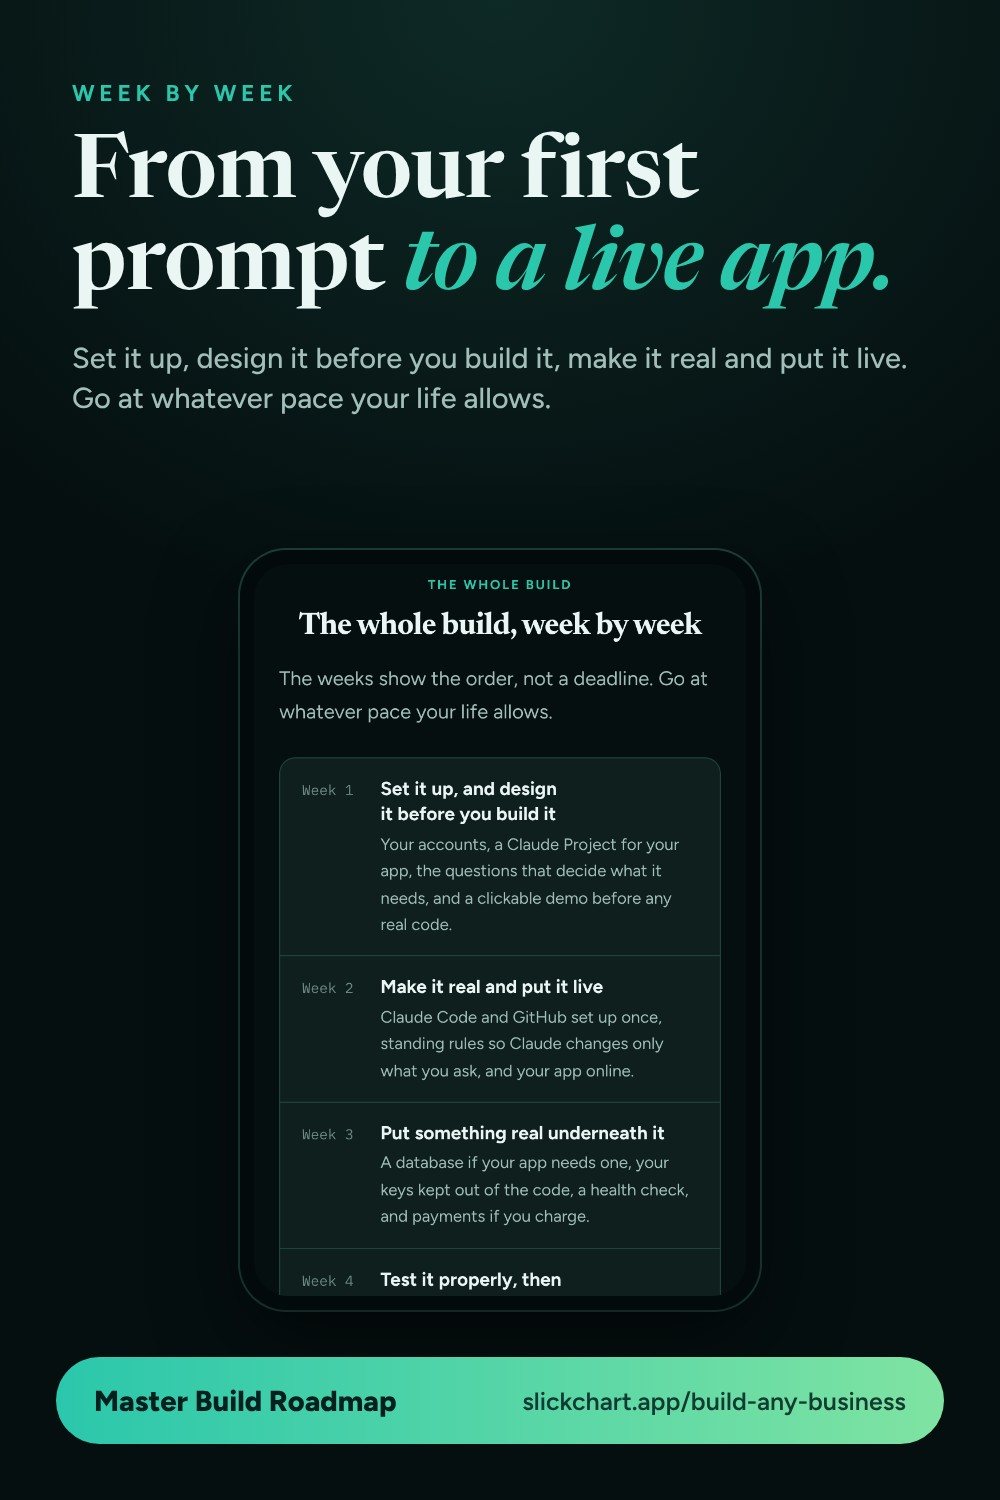 WEEK BY WEEK
From your first
prompt to a live app.
Set it up, design it before you build it, make it real and put it live.
Go at whatever pace your life allows.
THE WHOLE BUILD
The whole build, week by week
The weeks show the order, not a deadline. Go at
whatever pace your life allows.
Week 1
Set it up, and design
it before you build it
Your accounts, a Claude Project for your
app, the questions that decide what it
needs, and a clickable demo before any
real code.
Week 2
Make it real and put it live
Claude Code and GitHub set up once,
standing rules so Claude changes only
what you ask, and your app online.
Week 3
Put something real underneath it
A database if your app needs one, your
keys kept out of the code, a health check,
and payments if you charge.
Week 4
Test it properly, then
Master Build Roadmap
slickchart.app/build-any-business